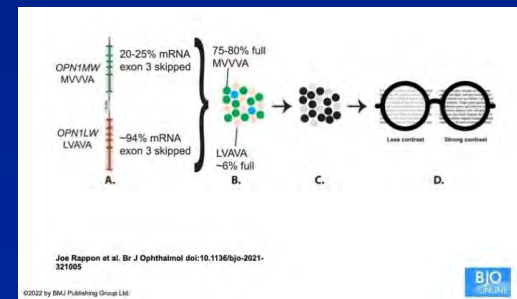 OPN1MW
MVVVA
20-25% mRNA
exon 3 skipped
OPN1LW
LVAVA
~94% mRNA
exon 3 skipped
A.
75-80% full
MVVVA
LVAVA
~6% full
B.
C.
Less contrast
Strong contrast
D.
Joe Rappon et al. Br J Ophthalmol doi:10.1136/bjo-2021-
321005
©2022 by BMJ Publishing Group Ltd.
BJO
ONLINE